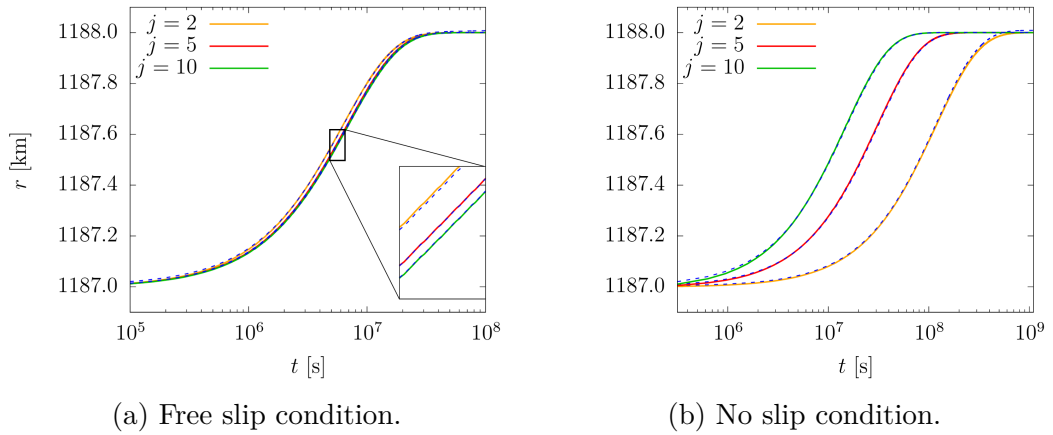 1188.0
1187.8
1187.6
1187.4
1187.2
1187.0
r [km]
j = 2
j = 5
j = 10
10^5
10^6
10^7
10^8
t [s]
(a) Free slip condition.
1188.0
1187.8
1187.6
1187.4
1187.2
1187.0
j = 2
j = 5
j = 10
10^6
10^7
10^8
10^9
t [s]
(b) No slip condition.